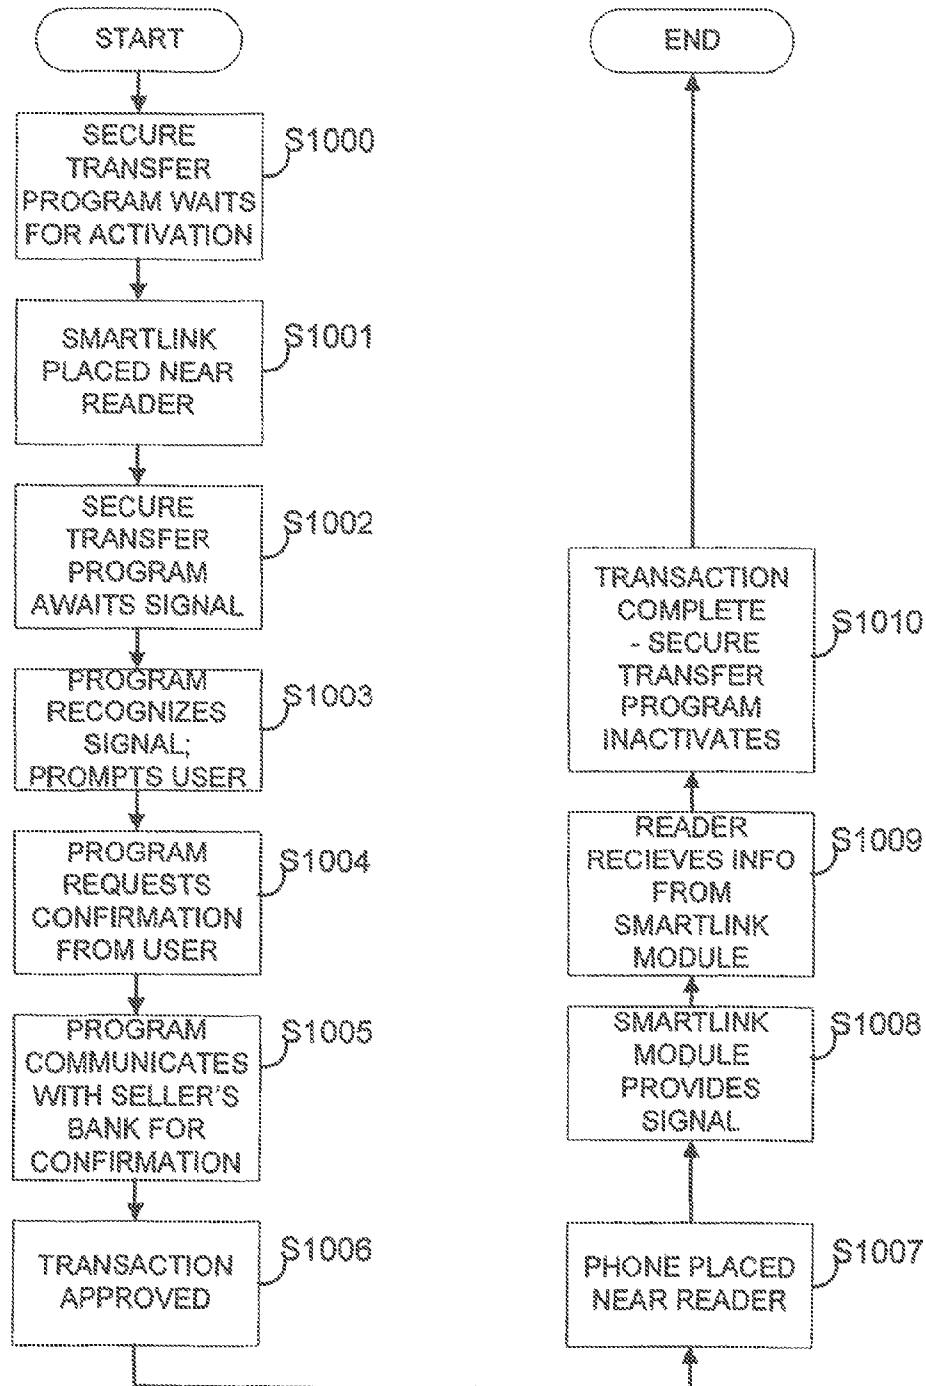 START
SECURE
TRANSFER
PROGRAM WAITS
FOR ACTIVATION
S1000
SMARTLINK
PLACED NEAR
READER
S1001
SECURE
TRANSFER
PROGRAM
AWAITS SIGNAL
S1002
PROGRAM
RECOGNIZES
SIGNAL;
PROMPTS USER
S1003
PROGRAM
REQUESTS
CONFIRMATION
FROM USER
S1004
PROGRAM
COMMUNICATES
WITH SELLER'S
BANK FOR
CONFIRMATION
S1005
TRANSACTION
APPROVED
S1006
PHONE PLACED
NEAR READER
S1007
SMARTLINK
MODULE
PROVIDES
SIGNAL
S1008
READER
RECIEVES INFO
FROM
SMARTLINK
MODULE
S1009
TRANSACTION
COMPLETE
- SECURE
TRANSFER
PROGRAM
INACTIVATES
S1010
END